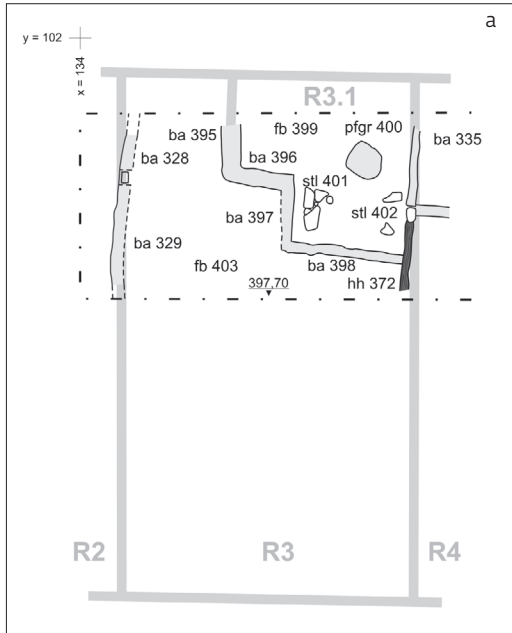 a
y = 102
x = 134
R3.1
ba 395
fb 399
pfgr 400
ba 335
ba 328
ba 396
stl 401
stl 402
ba 397
ba 329
fb 403
ba 398
397,70
hh 372
R2
R3
R4